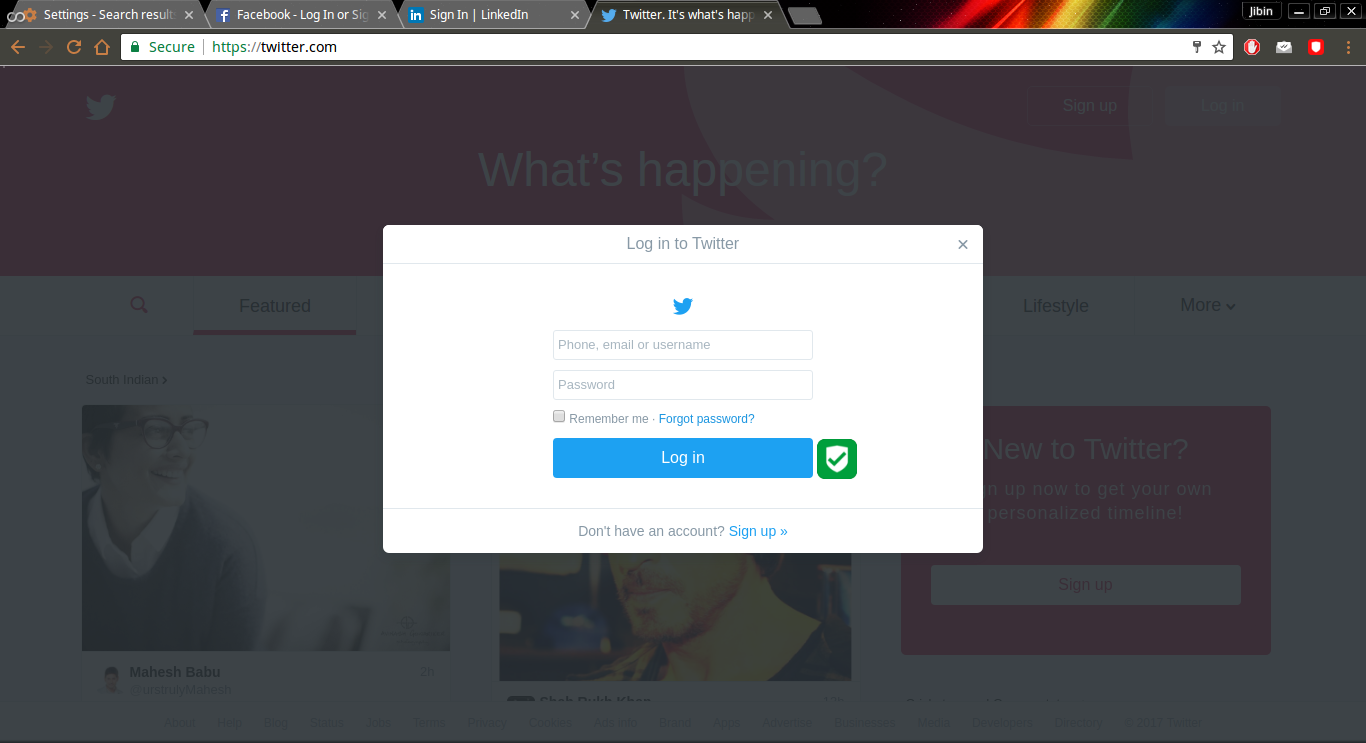 Settings - Search results
Facebook - Log In or Sig
Sign In | LinkedIn
Twitter. It's what's happ
Jibin
Secure
https://twitter.com
Sign up
Log in
What's happening?
Log in to Twitter
Featured
Lifestyle
More
Phone, email or username
South Indian
Password
Remember me · Forgot password?
Log in
New to Twitter?
n up now to get your own
personalized timeline!
Don't have an account? Sign up »
Sign up
Mahesh Babu
2h
@urstrulyMahesh
Shah Rukh Khan
About Help Blog Status Jobs Terms Privacy Cookies Ads info Brand Apps Advertise Businesses Media Developers Directory © 2017 Twitter